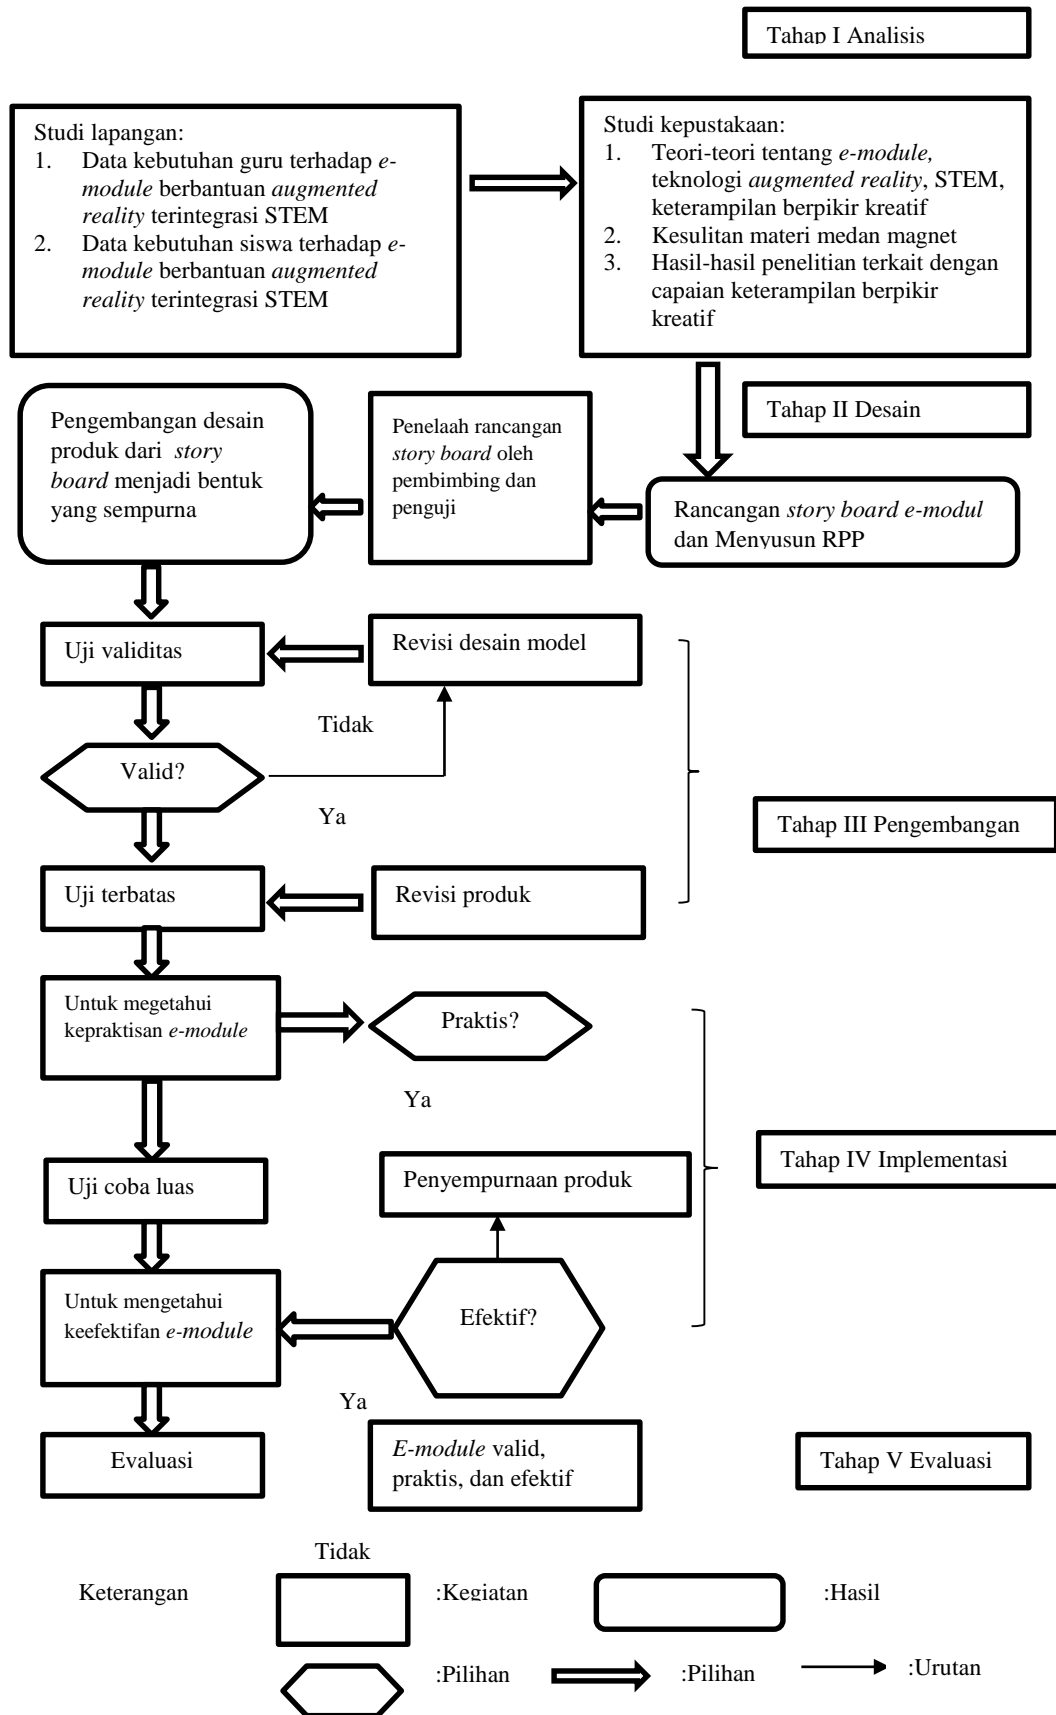 Tahap I Analisis
Studi lapangan:
1. Data kebutuhan guru terhadap e-
module berbantuan augmented
reality terintegrasi STEM
2. Data kebutuhan siswa terhadap e-
module berbantuan augmented
reality terintegrasi STEM
Studi kepustakaan:
1. Teori-teori tentang e-module,
teknologi augmented reality, STEM,
keterampilan berpikir kreatif
2. Kesulitan materi medan magnet
3. Hasil-hasil penelitian terkait dengan
capaian keterampilan berpikir
kreatif
Tahap II Desain
Pengembangan desain
produk dari story
board menjadi bentuk
yang sempurna
Penelaah rancangan
story board oleh
pembimbing dan
penguji
Rancangan story board e-modul
dan Menyusun RPP
Uji validitas
Revisi desain model
Tidak
Valid?
Ya
Tahap III Pengembangan
Uji terbatas
Revisi produk
Untuk megetahui
kepraktisan e-module
Praktis?
Ya
Tahap IV Implementasi
Uji coba luas
Penyempurnaan produk
Untuk mengetahui
keefektifan e-module
Efektif?
Ya
Evaluasi
E-module valid,
praktis, dan efektif
Tahap V Evaluasi
Tidak
Keterangan
:Kegiatan
:Hasil
:Pilihan
:Pilihan
:Urutan